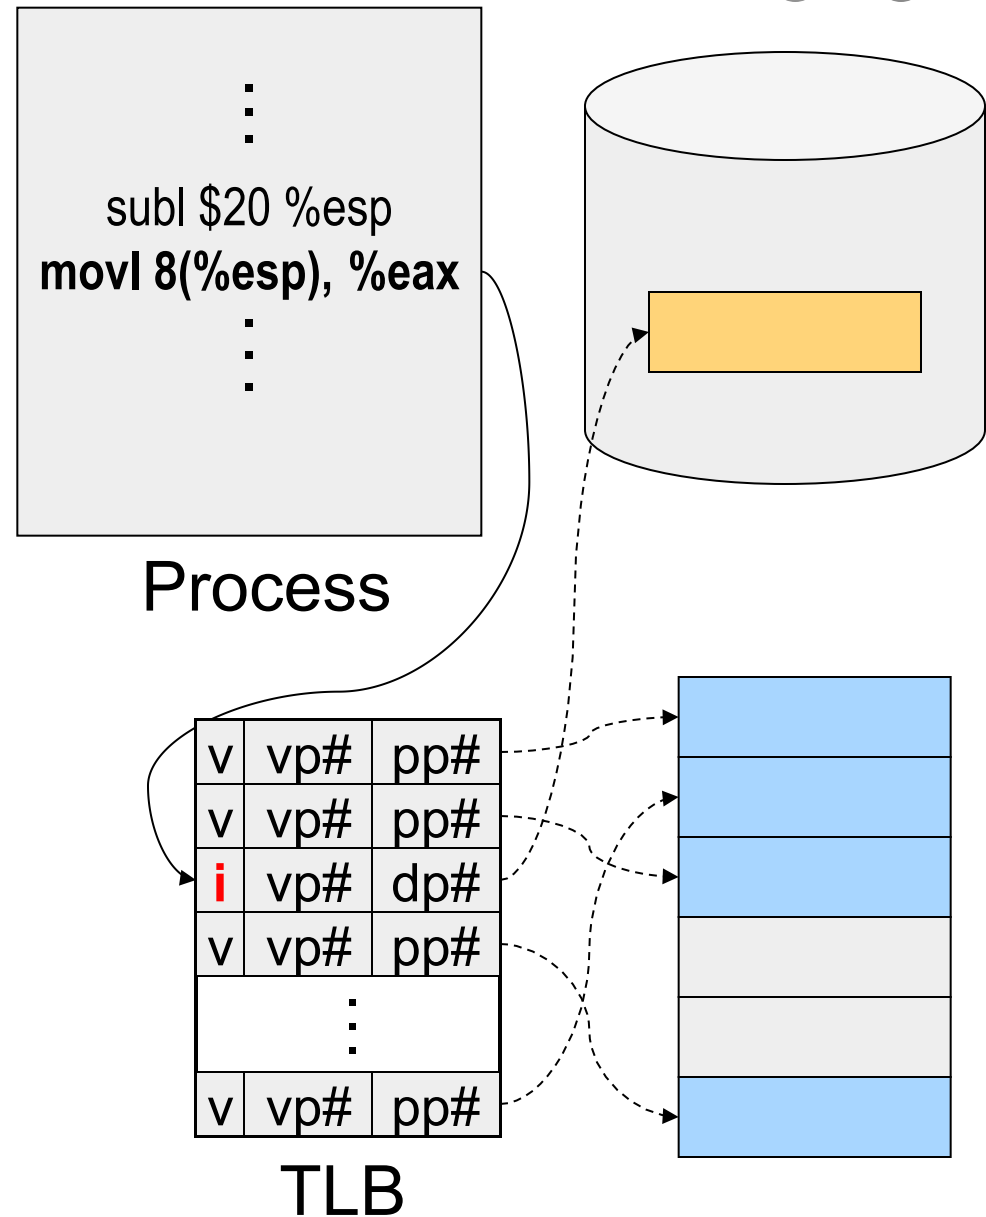 subl $20 %esp
movl 8(%esp), %eax
Process
v vp# pp#
v vp# pp#
i vp# dp#
v vp# pp#
v vp# pp#
TLB